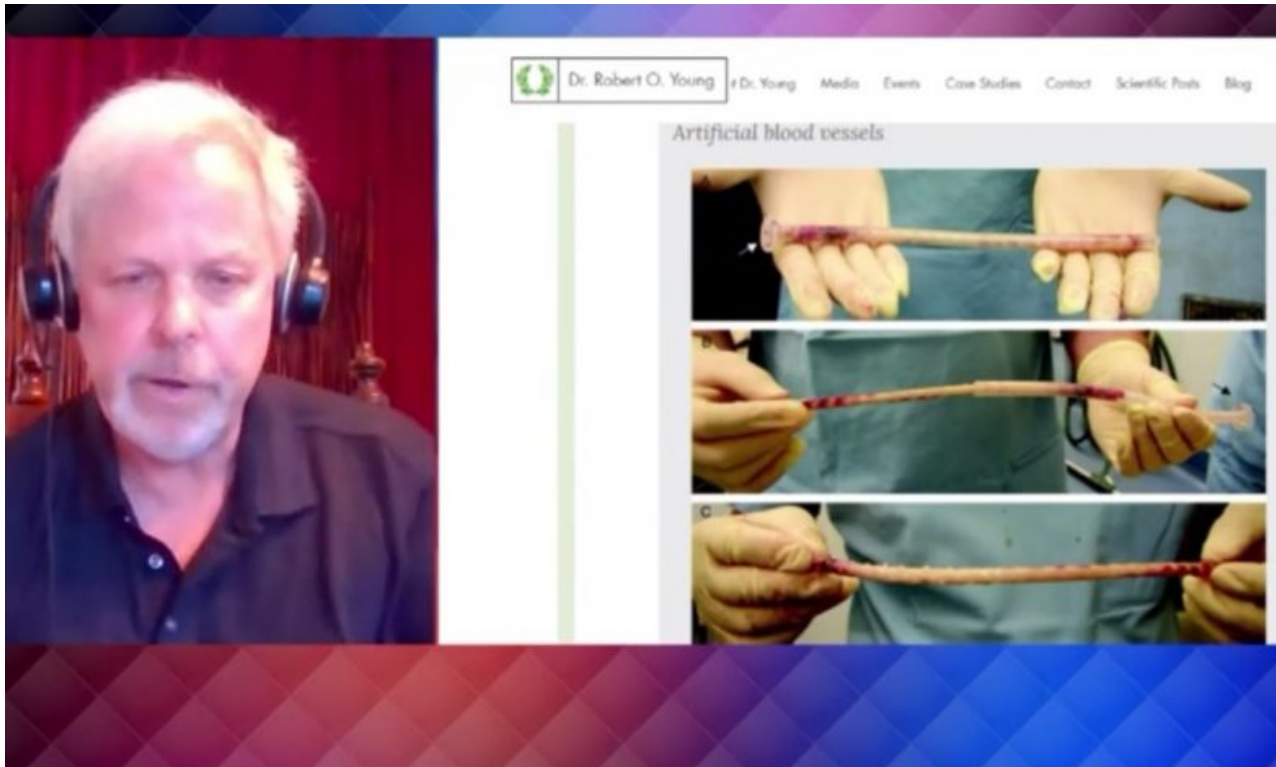 Dr. Robert O. Young
t Dr. Young Media Events Case Studies Contact Scientific Posts Blog
Artificial blood vessels
B
C